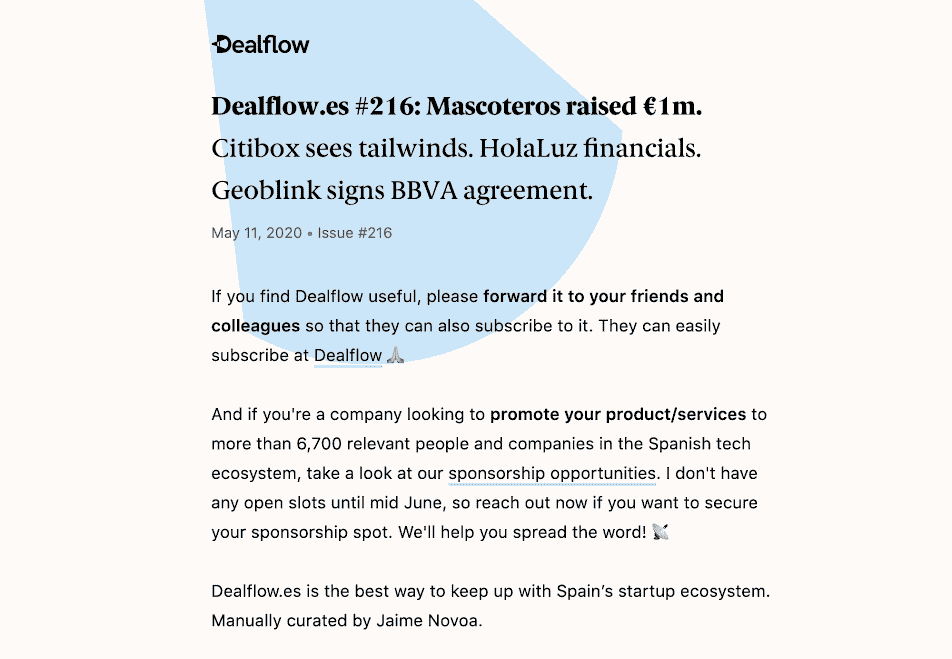 Dealflow
Dealflow.es #216: Mascoteros raised €1m.
Citibox sees tailwinds. HolaLuz financials.
Geoblink signs BBVA agreement.
May 11, 2020 • Issue #216
If you find Dealflow useful, please forward it to your friends and
colleagues so that they can also subscribe to it. They can easily
subscribe at Dealflow 🙏
And if you're a company looking to promote your product/services to
more than 6,700 relevant people and companies in the Spanish tech
ecosystem, take a look at our sponsorship opportunities. I don't have
any open slots until mid June, so reach out now if you want to secure
your sponsorship spot. We'll help you spread the word! 📡
Dealflow.es is the best way to keep up with Spain’s startup ecosystem.
Manually curated by Jaime Novoa.